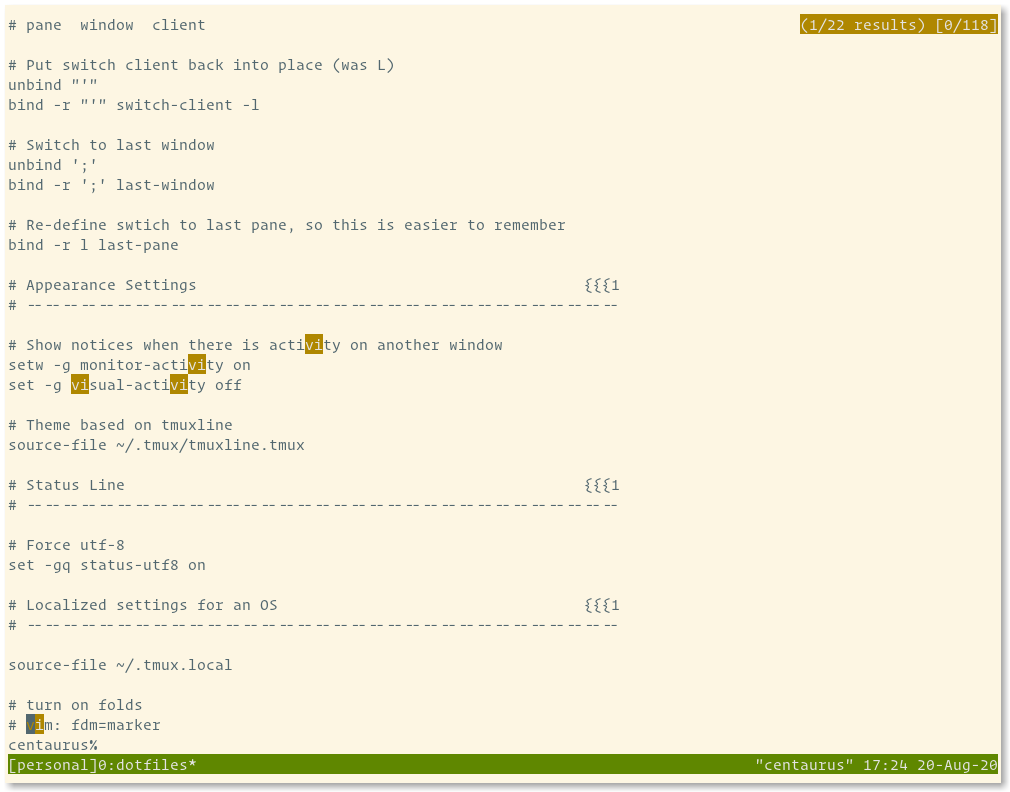 # pane  window  client (1/22 results) [0/118]
# Put switch client back into place (was L)
unbind "'"
bind -r "'" switch-client -l
# Switch to last window
unbind ';'
bind -r ';' last-window
# Re-define swtich to last pane, so this is easier to remember
bind -r l last-pane
# Appearance Settings {{{1
# ------------------------------------------------------------------
# Show notices when there is activity on another window
setw -g monitor-activity on
set -g visual-activity off
# Theme based on tmuxline
source-file ~/.tmux/tmuxline.tmux
# Status Line {{{1
# ------------------------------------------------------------------
# Force utf-8
set -gq status-utf8 on
# Localized settings for an OS {{{1
# ------------------------------------------------------------------
source-file ~/.tmux.local
# turn on folds
# vim: fdm=marker
centaurus%
[personal]0:dotfiles* "centaurus" 17:24 20-Aug-20